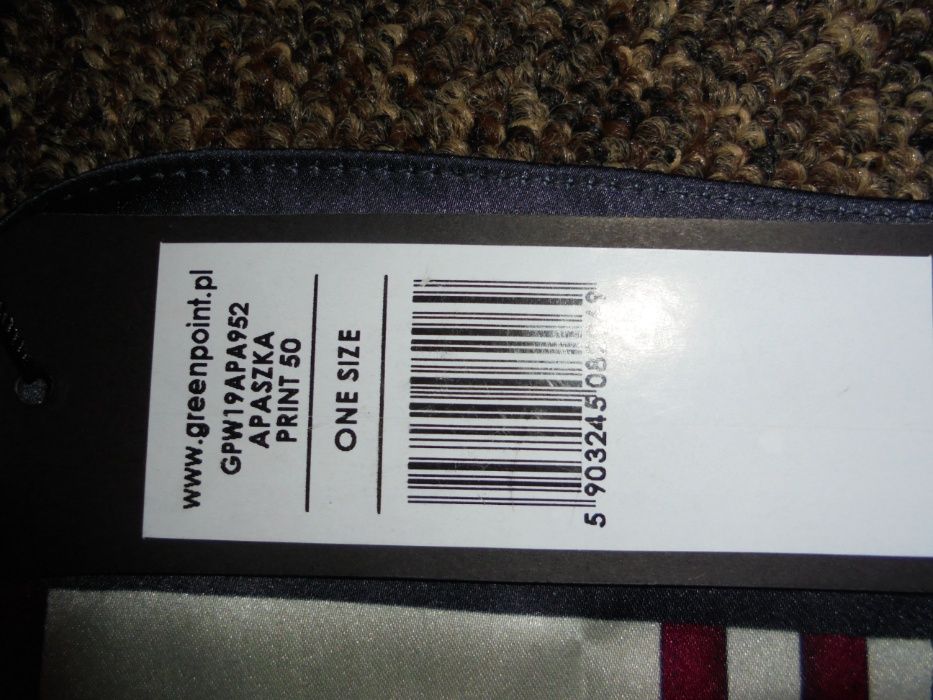 www.greenpoint.pl
GPW19APA952
APASZKA
PRINT 50
ONE SIZE